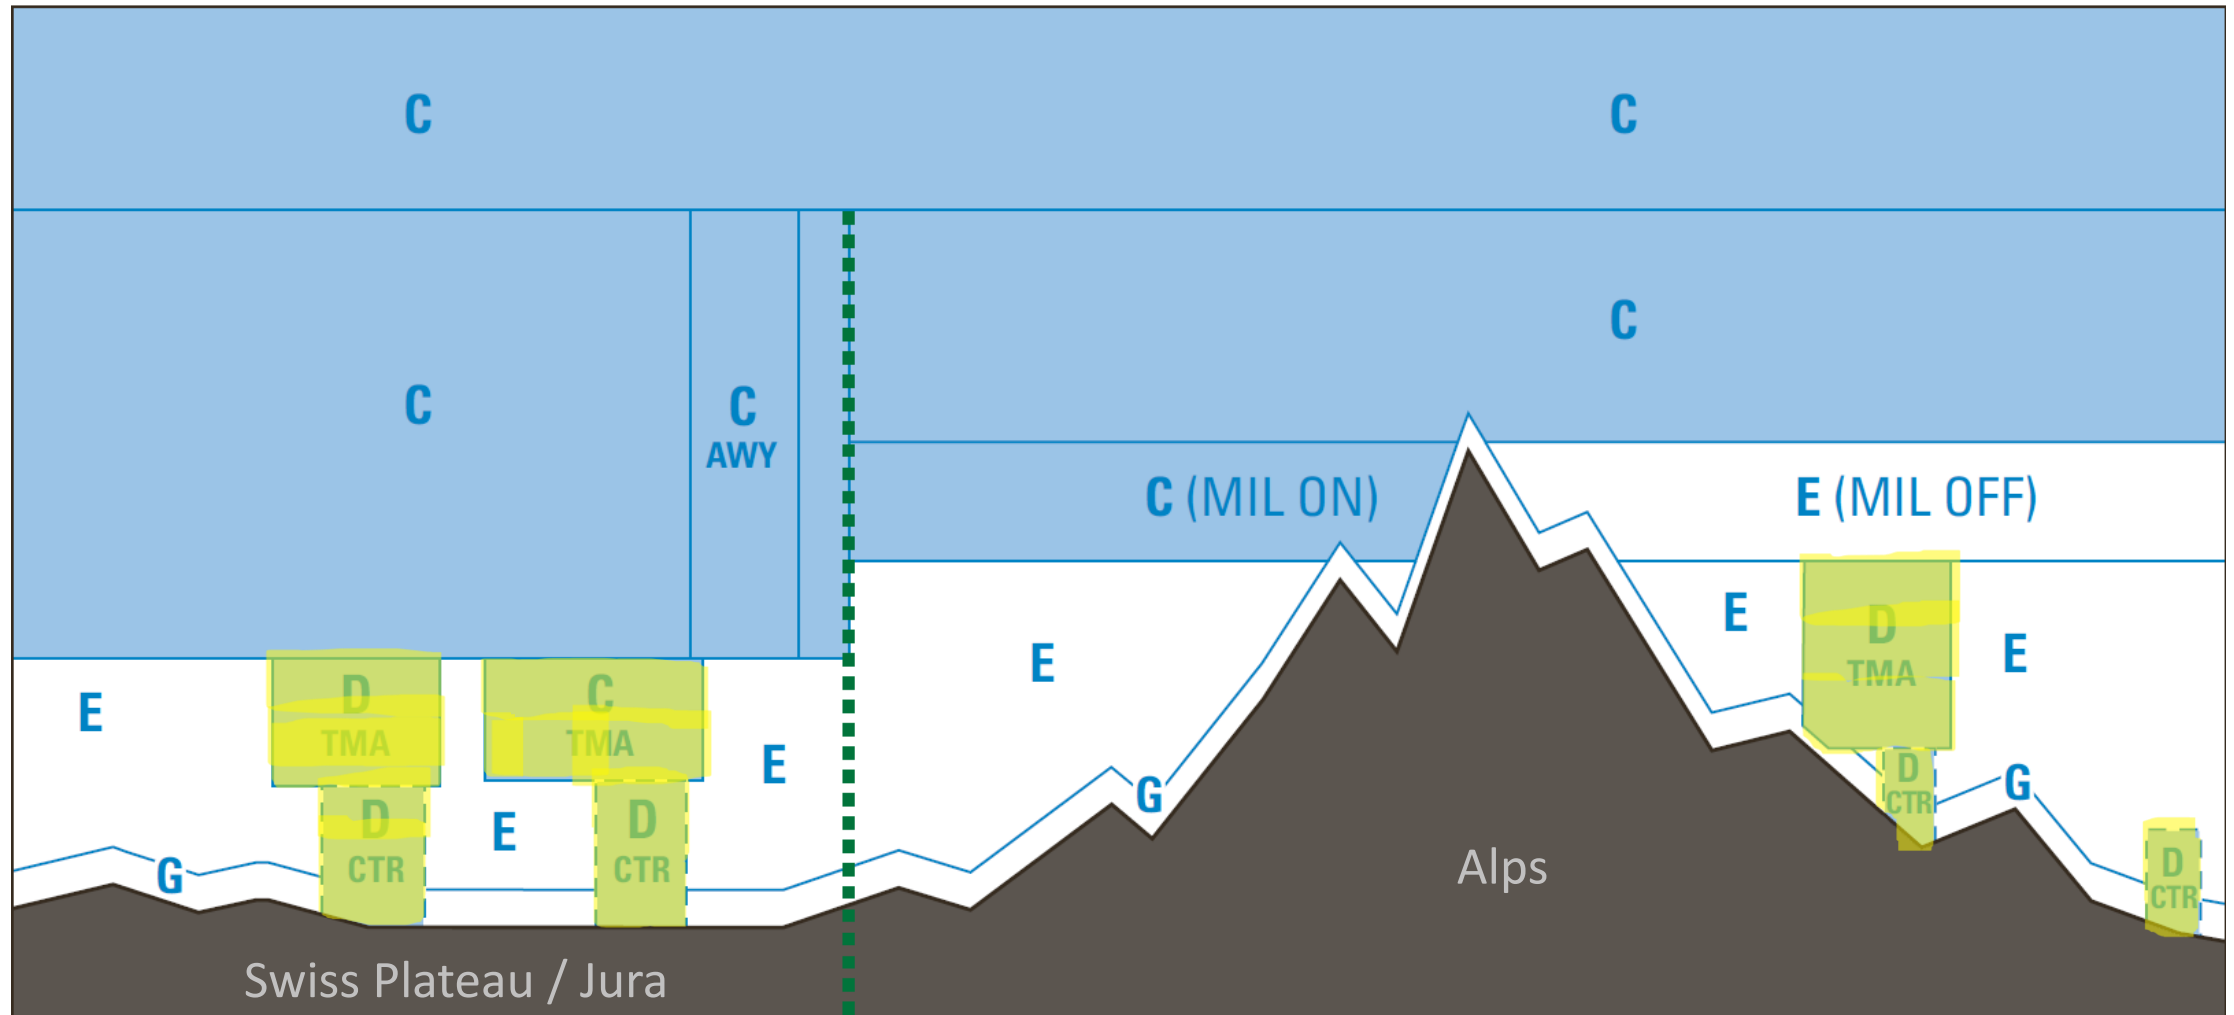 C
C
C
C
C
AWY
C (MIL ON)
E (MIL OFF)
E
D
TMA
C
TMA
E
E
E
D
TMA
E
D
CTR
E
D
CTR
G
G
D
CTR
G
D
CTR
Alps
Swiss Plateau / Jura